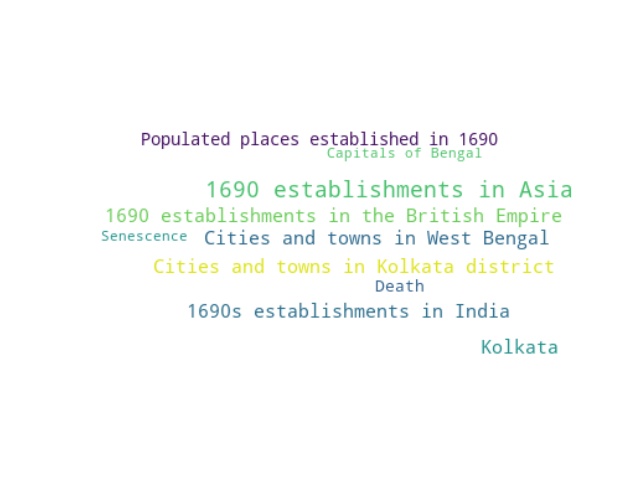 Populated places established in 1690
Capitals of Bengal
1690 establishments in Asia
1690 establishments in the British Empire
Senescence
Cities and towns in West Bengal
Cities and towns in Kolkata district
Death
1690s establishments in India
Kolkata